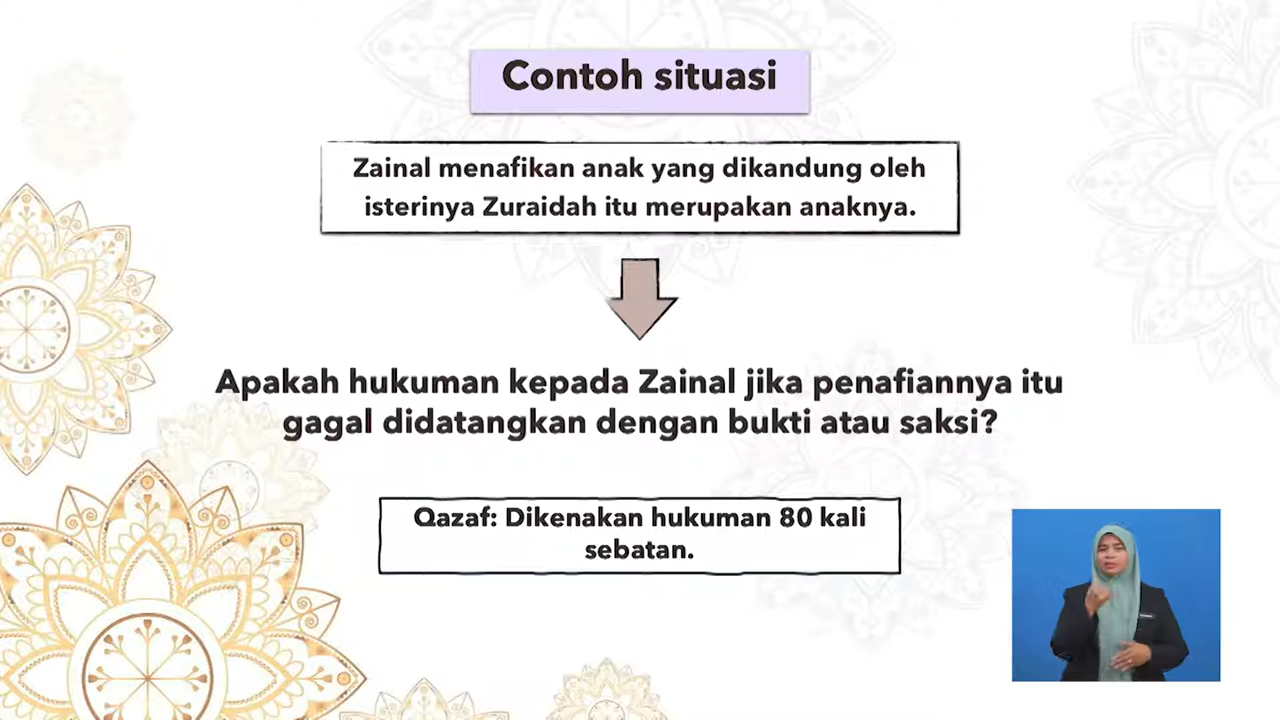 Contoh situasi
Zainal menafikan anak yang dikandung oleh
isterinya Zuraidah itu merupakan anaknya.
Apakah hukuman kepada Zainal jika penafiannya itu
gagal didatangkan dengan bukti atau saksi?
Qazaf: Dikenakan hukuman 80 kali
sebatan.